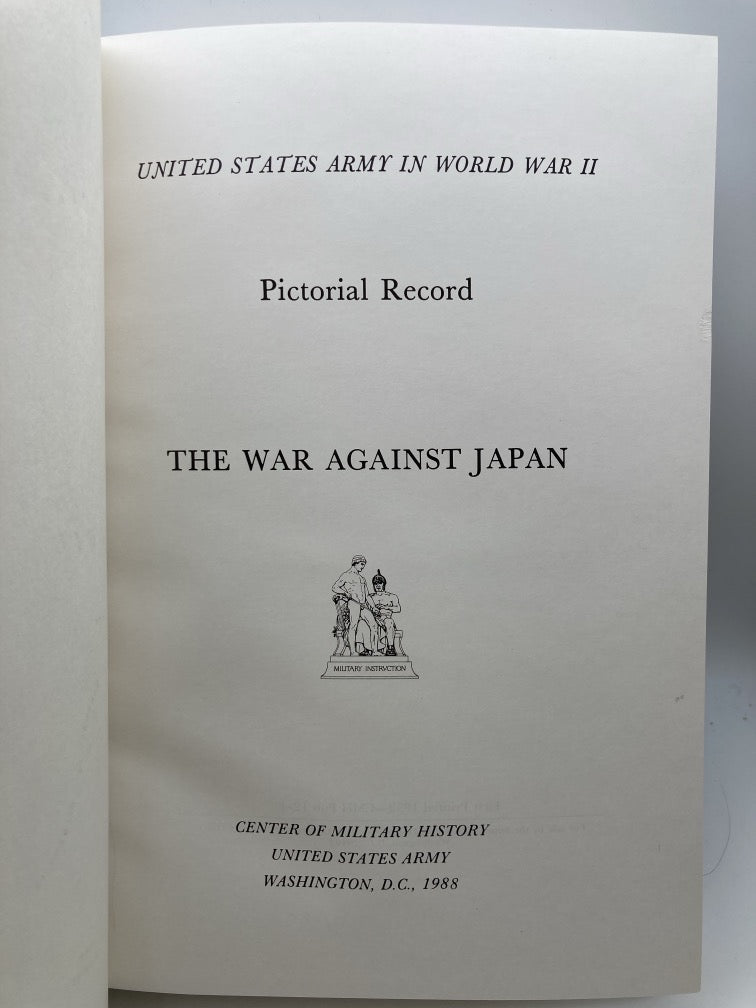 UNITED STATES ARMY IN WORLD WAR II
Pictorial Record
THE WAR AGAINST JAPAN
MILITARY INSTRVCTION
CENTER OF MILITARY HISTORY
UNITED STATES ARMY
WASHINGTON, D.C., 1988